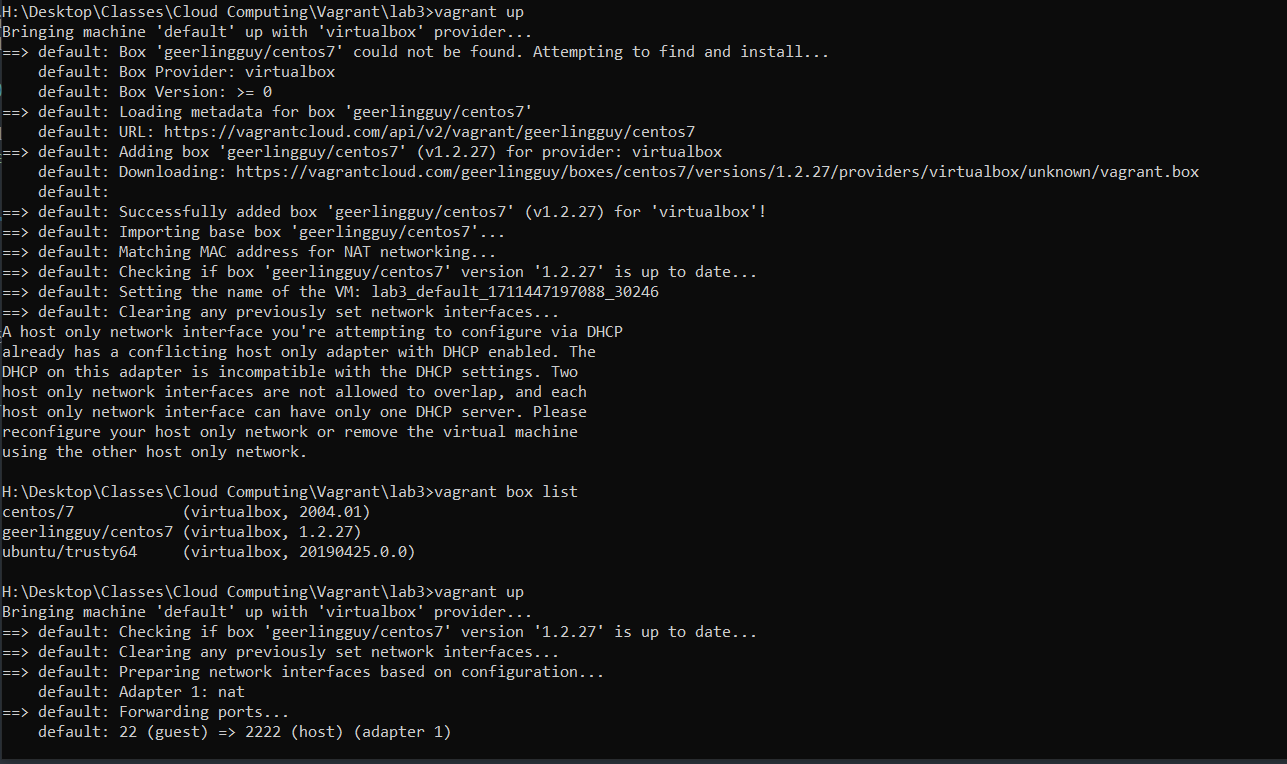 H:\Desktop\Classes\Cloud Computing\Vagrant\lab3>vagrant up
Bringing machine 'default' up with 'virtualbox' provider...
==> default: Box 'geerlingguy/centos7' could not be found. Attempting to find and install...
    default: Box Provider: virtualbox
    default: Box Version: >= 0
==> default: Loading metadata for box 'geerlingguy/centos7'
    default: URL: https://vagrantcloud.com/api/v2/vagrant/geerlingguy/centos7
==> default: Adding box 'geerlingguy/centos7' (v1.2.27) for provider: virtualbox
    default: Downloading: https://vagrantcloud.com/geerlingguy/boxes/centos7/versions/1.2.27/providers/virtualbox/unknown/vagrant.box
    default:
==> default: Successfully added box 'geerlingguy/centos7' (v1.2.27) for 'virtualbox'!
==> default: Importing base box 'geerlingguy/centos7'...
==> default: Matching MAC address for NAT networking...
==> default: Checking if box 'geerlingguy/centos7' version '1.2.27' is up to date...
==> default: Setting the name of the VM: lab3_default_1711447197088_30246
==> default: Clearing any previously set network interfaces...
A host only network interface you're attempting to configure via DHCP
already has a conflicting host only adapter with DHCP enabled. The
DHCP on this adapter is incompatible with the DHCP settings. Two
host only network interfaces are not allowed to overlap, and each
host only network interface can have only one DHCP server. Please
reconfigure your host only network or remove the virtual machine
using the other host only network.

H:\Desktop\Classes\Cloud Computing\Vagrant\lab3>vagrant box list
centos/7            (virtualbox, 2004.01)
geerlingguy/centos7 (virtualbox, 1.2.27)
ubuntu/trusty64     (virtualbox, 20190425.0.0)

H:\Desktop\Classes\Cloud Computing\Vagrant\lab3>vagrant up
Bringing machine 'default' up with 'virtualbox' provider...
==> default: Checking if box 'geerlingguy/centos7' version '1.2.27' is up to date...
==> default: Clearing any previously set network interfaces...
==> default: Preparing network interfaces based on configuration...
    default: Adapter 1: nat
==> default: Forwarding ports...
    default: 22 (guest) => 2222 (host) (adapter 1)